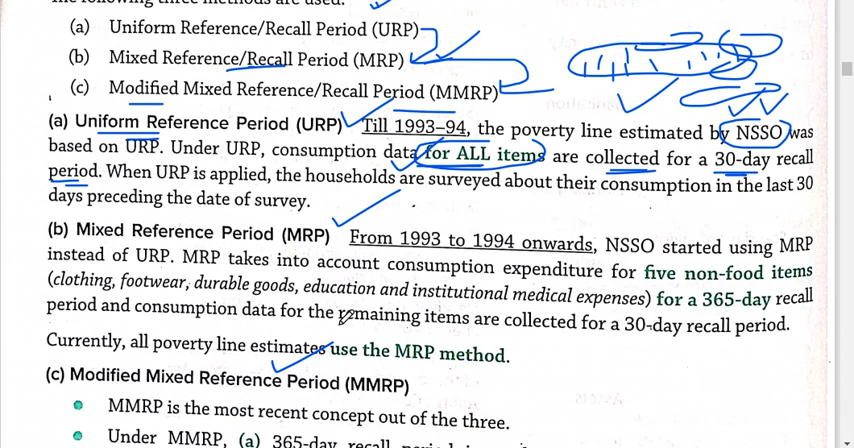 The following three methods are used:
(a) Uniform Reference/Recall Period (URP)
(b) Mixed Reference/Recall Period (MRP)
(c) Modified Mixed Reference/Recall Period (MMRP)
(a) Uniform Reference Period (URP) Till 1993–94, the poverty line estimated by NSSO was
based on URP. Under URP, consumption data for ALL items are collected for a 30-day recall
period. When URP is applied, the households are surveyed about their consumption in the last 30
days preceding the date of survey.
(b) Mixed Reference Period (MRP) From 1993 to 1994 onwards, NSSO started using MRP
instead of URP. MRP takes into account consumption expenditure for five non-food items
(clothing, footwear, durable goods, education and institutional medical expenses) for a 365-day recall
period and consumption data for the remaining items are collected for a 30-day recall period.
Currently, all poverty line estimates use the MRP method.
(c) Modified Mixed Reference Period (MMRP)
MMRP is the most recent concept out of the three.
Under MMRP, (a) 365-day recall